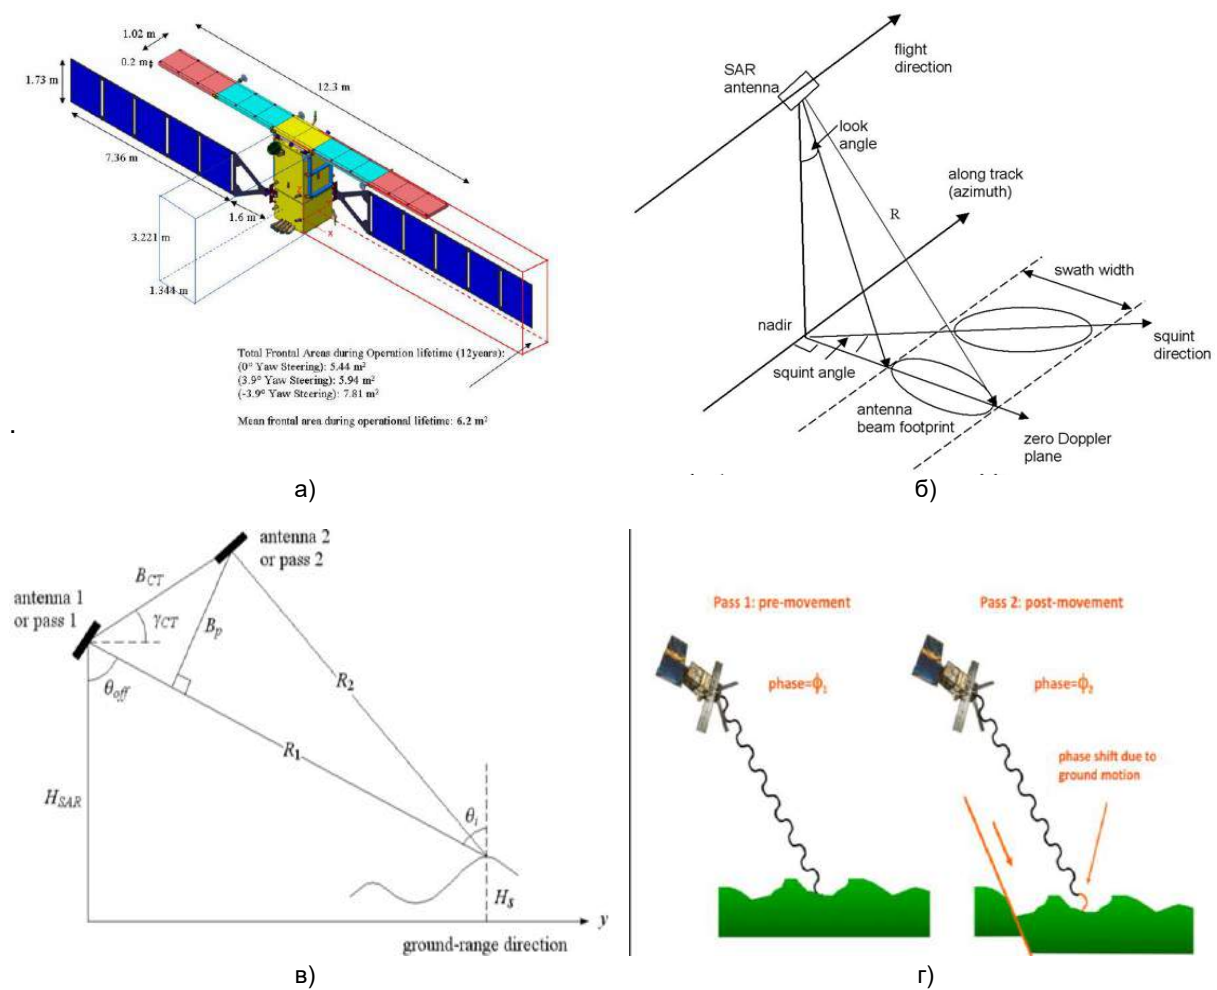 1.02 m
0.2 m
1.73 m
12.3 m
7.36 m
1.6 m
3.221 m
1.344 m
x
Total Frontal Areas during Operation lifetime (12years):
(0° Yaw Steering): 5.44 m²
(3.9° Yaw Steering): 5.94 m²
(-3.9° Yaw Steering): 7.81 m²
Mean frontal area during operational lifetime: 6.2 m²
а)
flight
direction
SAR
antenna
look
angle
along track
(azimuth)
R
swath width
nadir
squint
direction
squint angle
antenna
beam footprint
zero Doppler
plane
б)
antenna 2
or pass 2
antenna 1
or pass 1
B_CT
γ_CT
B_p
θ_off
R_2
R_1
H_SAR
θ_i
H_s
y
ground-range direction
в)
Pass 1: pre-movement
Pass 2: post-movement
phase=ϕ₁
phase=ϕ₂
phase shift due to
ground motion
г)